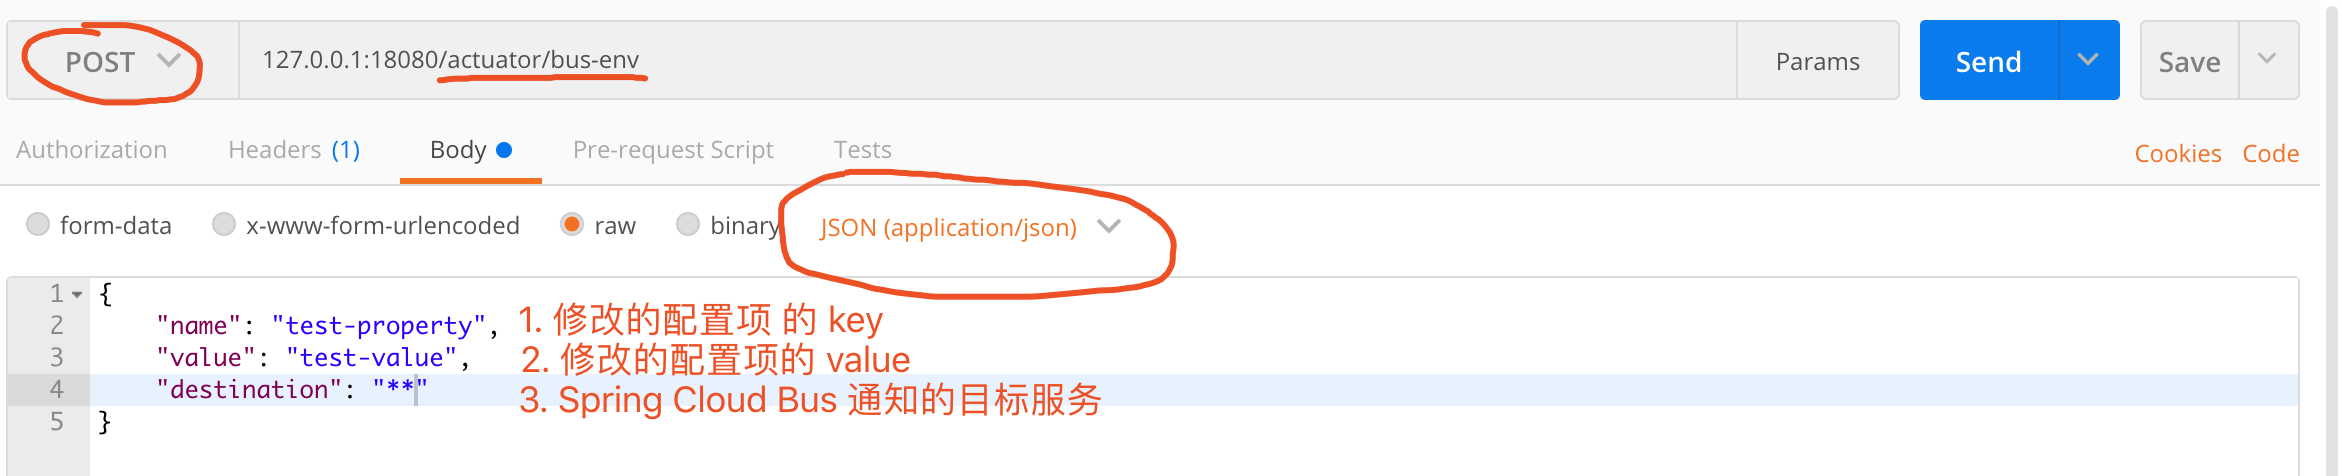 POST 127.0.0.1:18080/actuator/bus-env Params Send Save
Authorization Headers (1) Body Pre-request Script Tests Cookies Code
form-data x-www-form-urlencoded raw binary JSON (application/json)
1 {
2 "name": "test-property", 1. 修改的配置项 的 key
3 "value": "test-value", 2. 修改的配置项的 value
4 "destination": "**" 3. Spring Cloud Bus 通知的目标服务
5 }